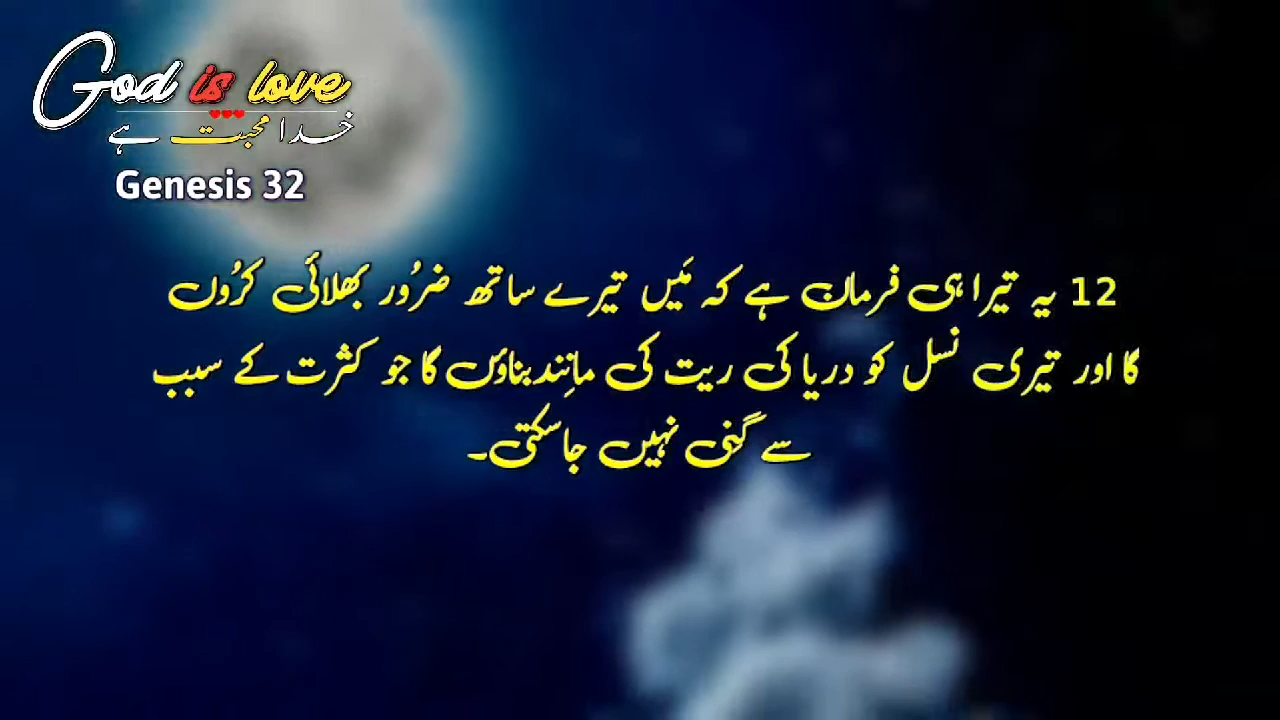 God is love
خدا محبت ہے
Genesis 32
12 یہ تیرا ہی فرمان ہے کہ مَیں تیرے ساتھ ضرُور بھلائی کرُوں
گا اور تیری نسل کو دریا کی ریت کی مانِند بناؤں گا جو کثرت کے سبب
سے گِنی نہیں جا سکتی۔